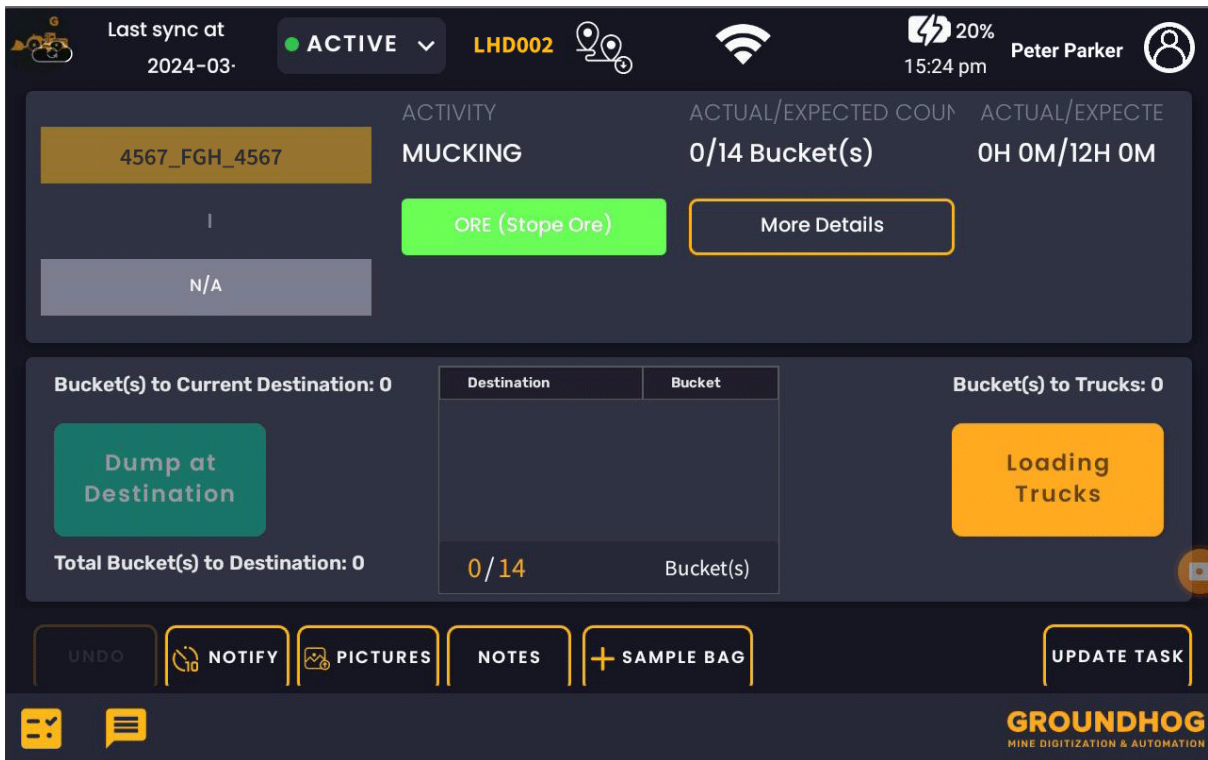 G
Last sync at
2024-03-
ACTIVE
LHD002
20%
15:24 pm
Peter Parker
4567_FGH_4567
I
N/A
ACTIVITY
MUCKING
ACTUAL/EXPECTED COUN
0/14 Bucket(s)
ACTUAL/EXPECTE
0H 0M/12H 0M
ORE (Stope Ore)
More Details
Bucket(s) to Current Destination: 0
Dump at
Destination
Total Bucket(s) to Destination: 0
Destination Bucket
0/14 Bucket(s)
Bucket(s) to Trucks: 0
Loading
Trucks
UNDO
10 NOTIFY
PICTURES
NOTES
+ SAMPLE BAG
UPDATE TASK
GROUNDHOG
MINE DIGITIZATION & AUTOMATION